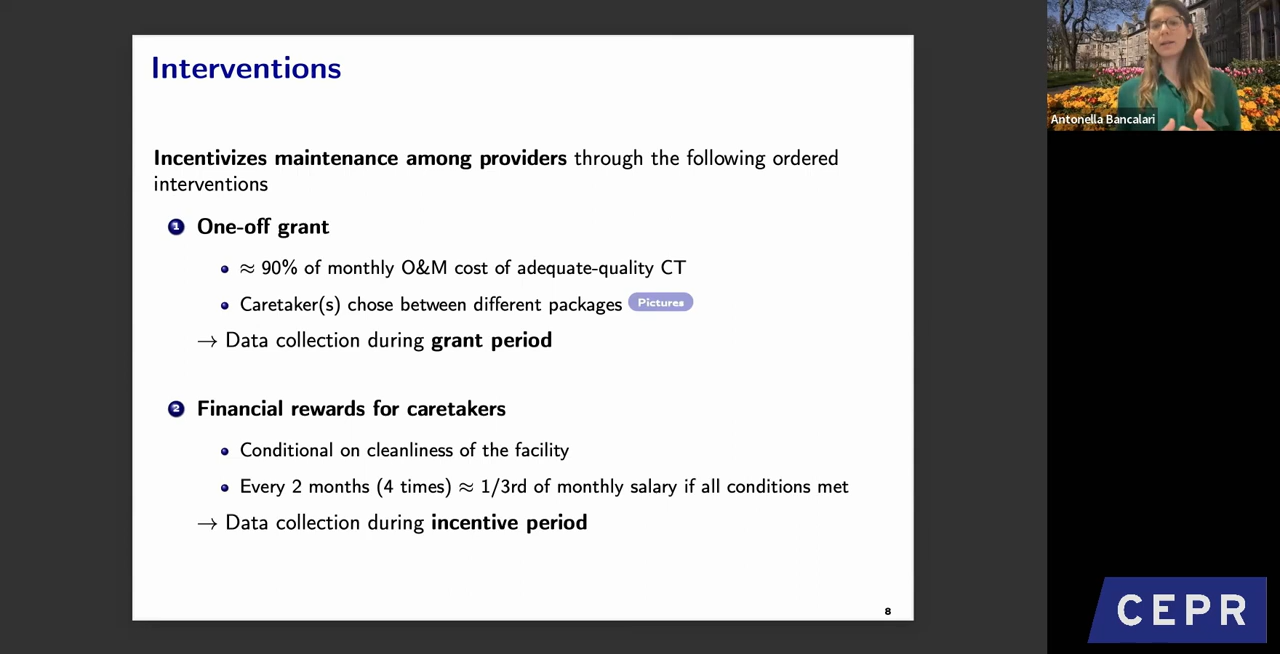 Interventions
Incentivizes maintenance among providers through the following ordered
interventions
1 One-off grant
≈ 90% of monthly O&M cost of adequate-quality CT
Caretaker(s) chose between different packages Pictures
→ Data collection during grant period
2 Financial rewards for caretakers
Conditional on cleanliness of the facility
Every 2 months (4 times) ≈ 1/3rd of monthly salary if all conditions met
→ Data collection during incentive period
8
Antonella Bancalari
CEPR